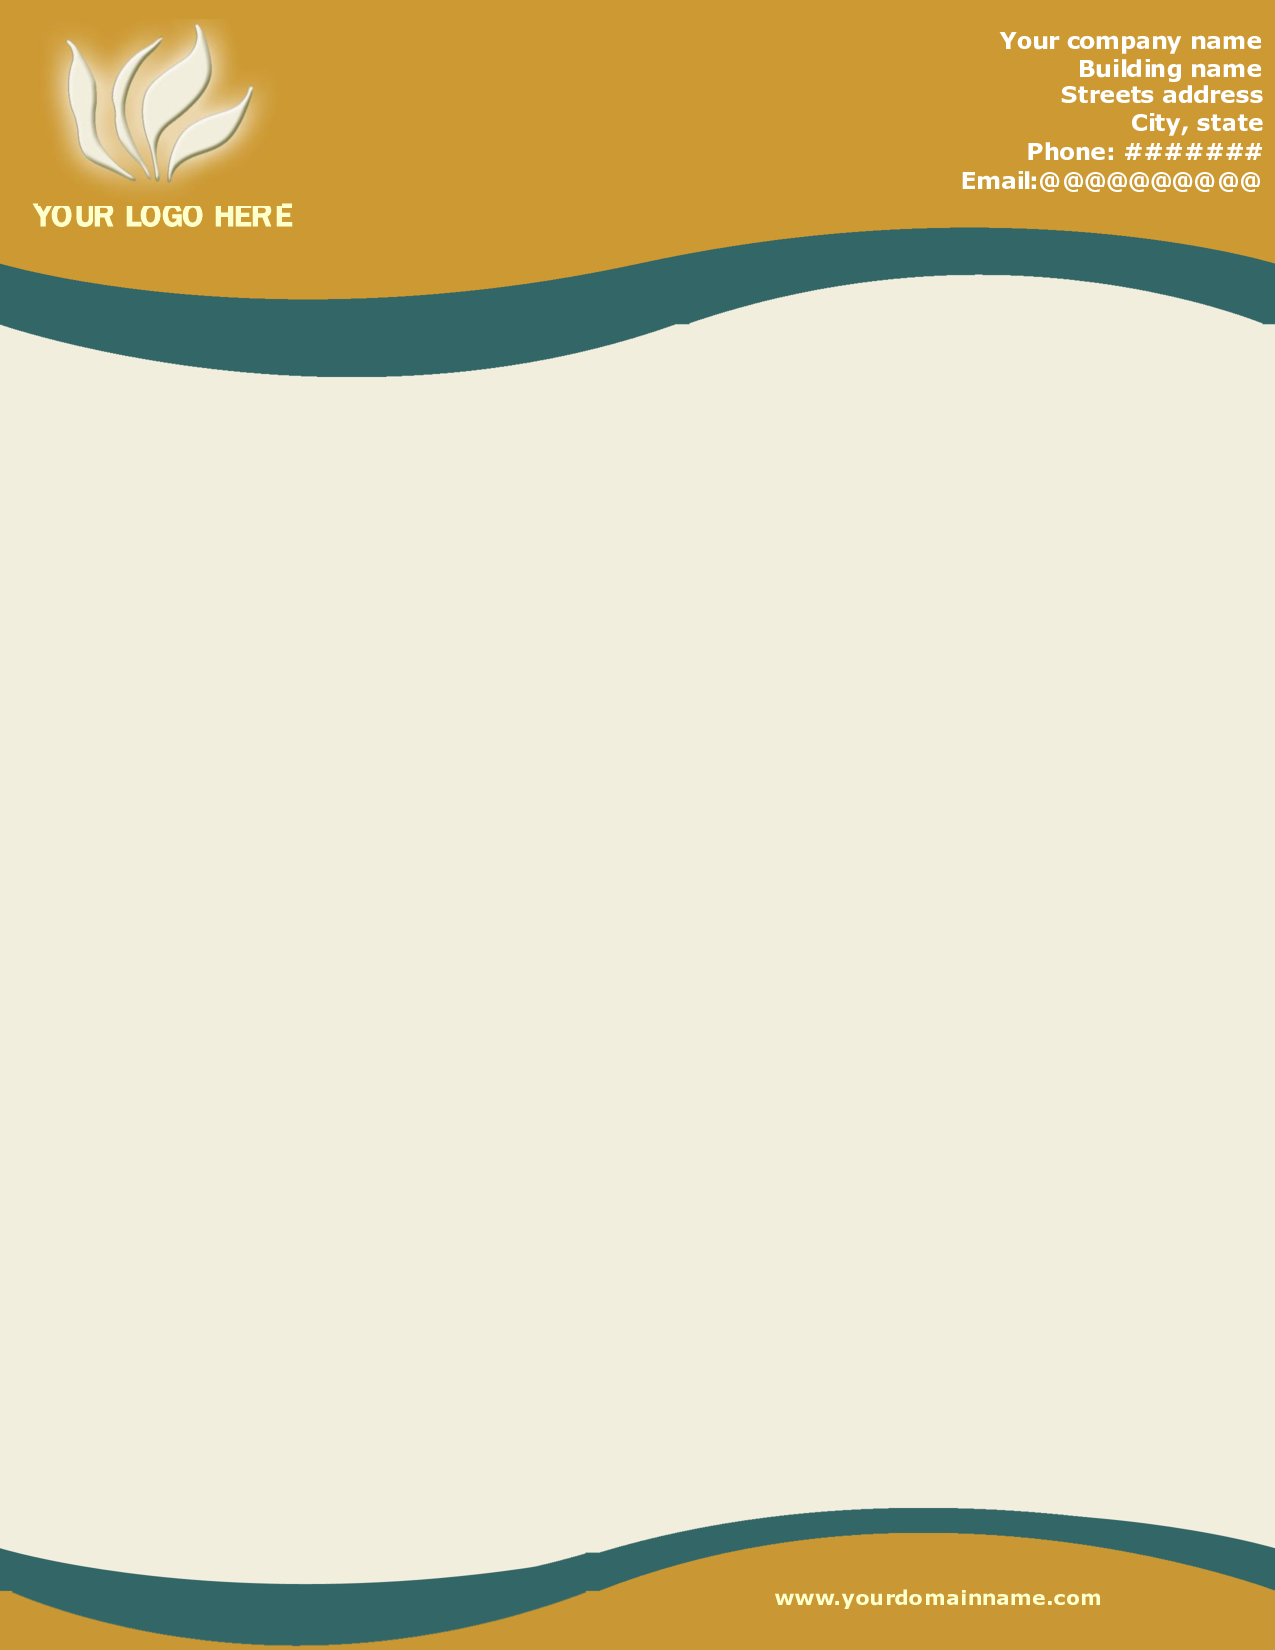 YOUR LOGO HERE
Your company name
Building name
Streets address
City, state
Phone: #######
Email:@@@@@@@@@@
www.yourdomainname.com